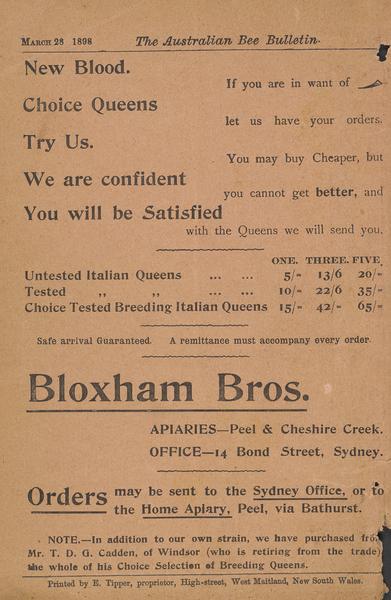 MARCH 28 1898 The Australian Bee Bulletin.
New Blood.
If you are in want of
Choice Queens
let us have your orders.
Try Us.
You may buy Cheaper, but
We are confident
you cannot get better, and
You will be Satisfied
with the Queens we will send you.
ONE. THREE. FIVE.
Untested Italian Queens ... ... 5/- 13/6 20/-
Tested ,, ,, ... ... 10/- 22/6 35/-
Choice Tested Breeding Italian Queens 15/- 42/- 65/-
Safe arrival Guaranteed. A remittance must accompany every order.
Bloxham Bros.
APIARIES—Peel & Cheshire Creek.
OFFICE—14 Bond Street, Sydney.
Orders may be sent to the Sydney Office, or to
the Home Apiary, Peel, via Bathurst.
NOTE.—In addition to our own strain, we have purchased from
Mr. T. D. G. Cadden, of Windsor (who is retiring from the trade)
the whole of his Choice Selection of Breeding Queens.
Printed by E. Tipper, proprietor, High-street, West Maitland, New South Wales.